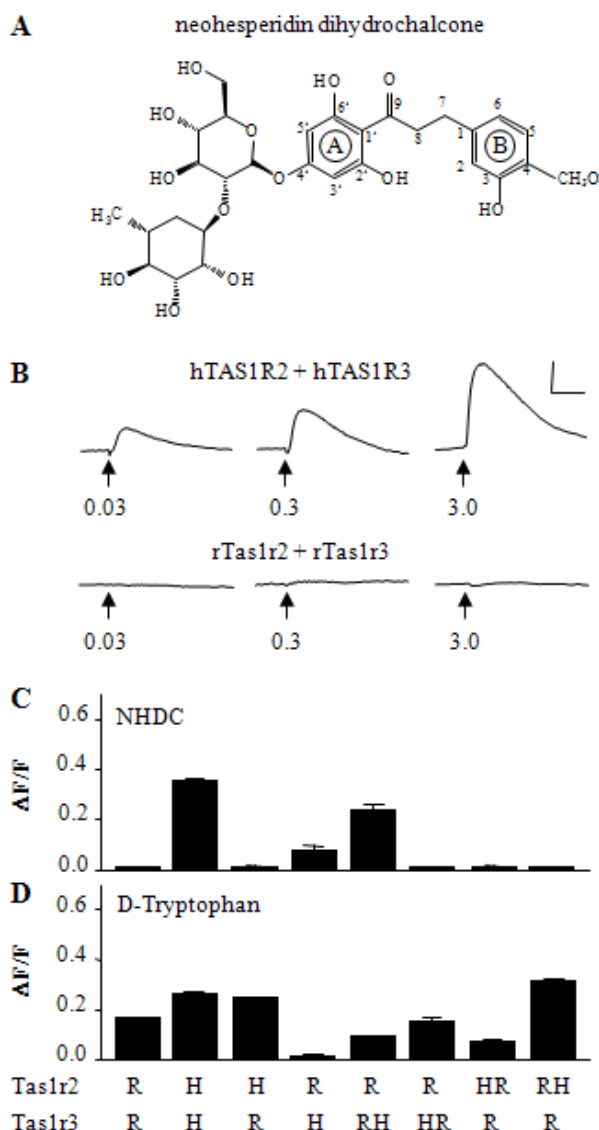 A
neohesperidin dihydrochalcone
HO
HO
HO
O
HO
O
O
H₃C
HO
HO
OH
HO
6'
5'
A
1'
4'
3'
2'
OH
O
9
8
7
1
6
5
B
2
3
4
HO
CH₃O
B
hTAS1R2 + hTAS1R3
0.03
0.3
3.0
rTas1r2 + rTas1r3
0.03
0.3
3.0
C
NHDC
ΔF/F
0.6
0.4
0.2
0.0
D
D-Tryptophan
ΔF/F
0.6
0.4
0.2
0.0
Tas1r2 R H H R R R HR RH
Tas1r3 R H R H RH HR R R